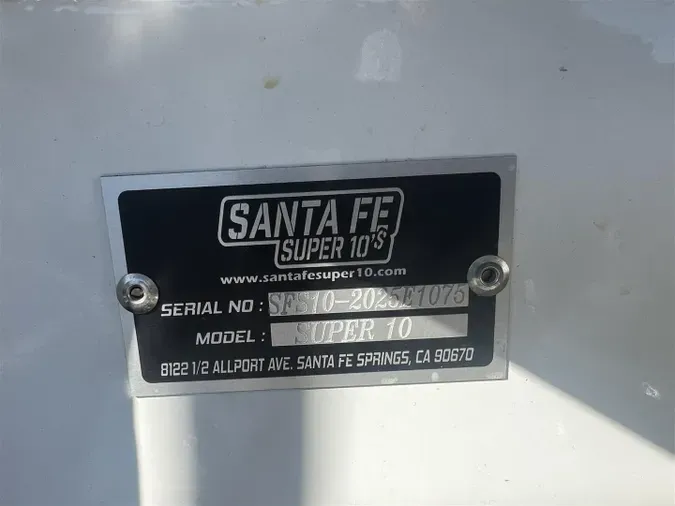 SANTA FE
SUPER 10's
www.santafesuper10.com
SERIAL NO : SFS10-2025E1075
MODEL : SUPER 10
8122 1/2 ALLPORT AVE. SANTA FE SPRINGS, CA 90670